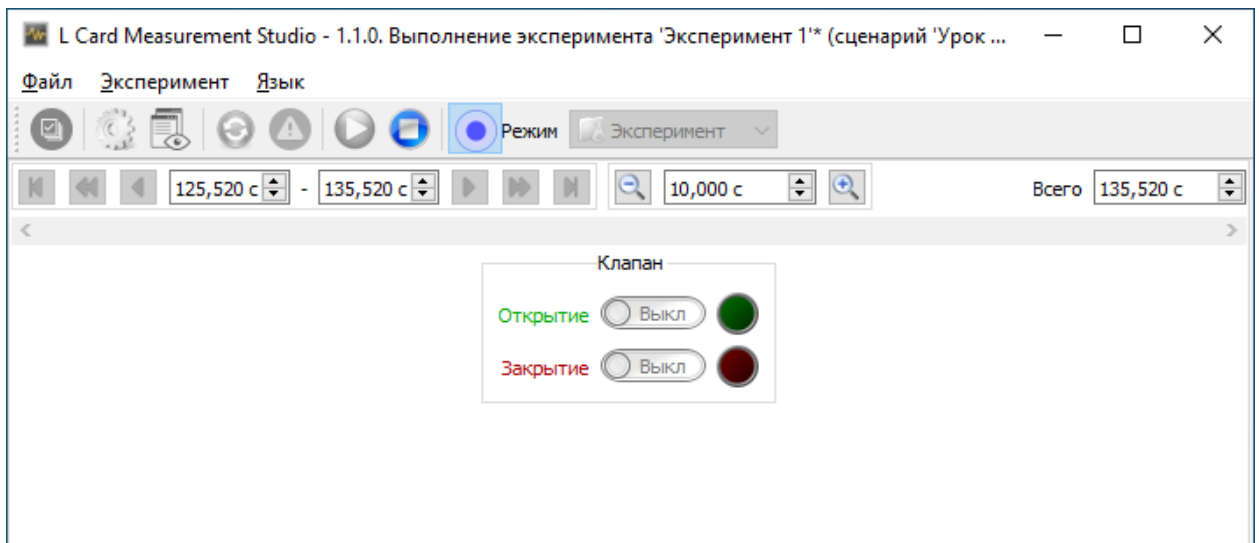 L Card Measurement Studio - 1.1.0. Выполнение эксперимента 'Эксперимент 1'* (сценарий 'Урок ...
Файл Эксперимент Язык
Режим Эксперимент
125,520 с - 135,520 с 10,000 с Всего 135,520 с
Клапан
Открытие Выкл
Закрытие Выкл